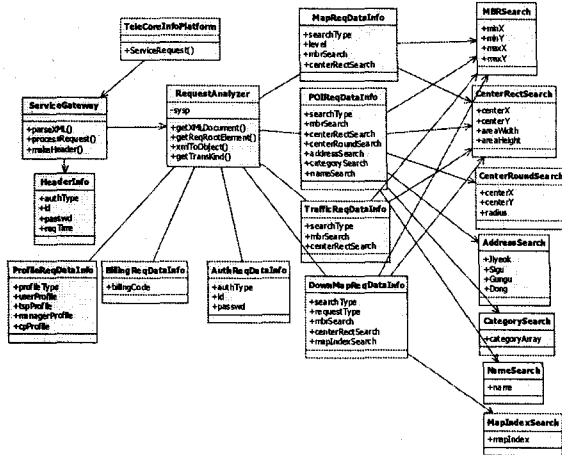 TeleCoreInfoPlatform
+ServiceRequest()
ServiceGateway
+parseXML()
+procesRequest()
+makeHeader()
HeaderInfo
+authType
+id
+passwd
+reqTime
RequestAnalyzer
-sysp
+getXMLDocument()
+getReqRootElement()
+xmlToObject()
+getTransKind()
ProfileReqDataInfo
+profileType
+userProfile
+tspProfile
+managerProfile
+cpProfile
BillingReqDataInfo
+billingCode
AuthReqDataInfo
+authType
+id
+passwd
MapReqDataInfo
+searchType
+level
+mbrSearch
+centerRectSearch
POIReqDataInfo
+searchType
+mbrSearch
+centerRectSearch
+centerRoundSearch
+addressSearch
+categorySearch
+nameSearch
TrafficReqDataInfo
+searchType
+mbrSearch
+centerRectSearch
DownMapReqDataInfo
+searchType
+requestType
+mbrSearch
+centerRectSearch
+mapIndexSearch
MBRSearch
+minX
+minY
+maxX
+maxY
CenterRectSearch
+centerX
+centerY
+areaWidth
+areaHeight
CenterRoundSearch
+centerX
+centerY
+radius
AddressSearch
+Jiyeok
+Sigu
+Gungu
+Dong
CategorySearch
+categoryArray
NameSearch
+name
MapIndexSearch
+mapIndex